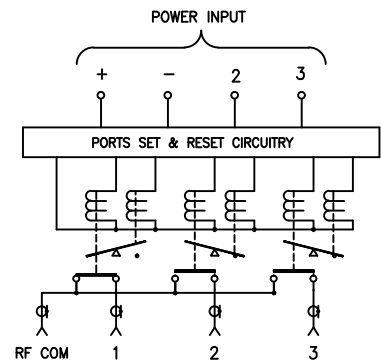 POWER INPUT
+ - 2 3
PORTS SET & RESET CIRCUITRY
RF COM 1 2 3